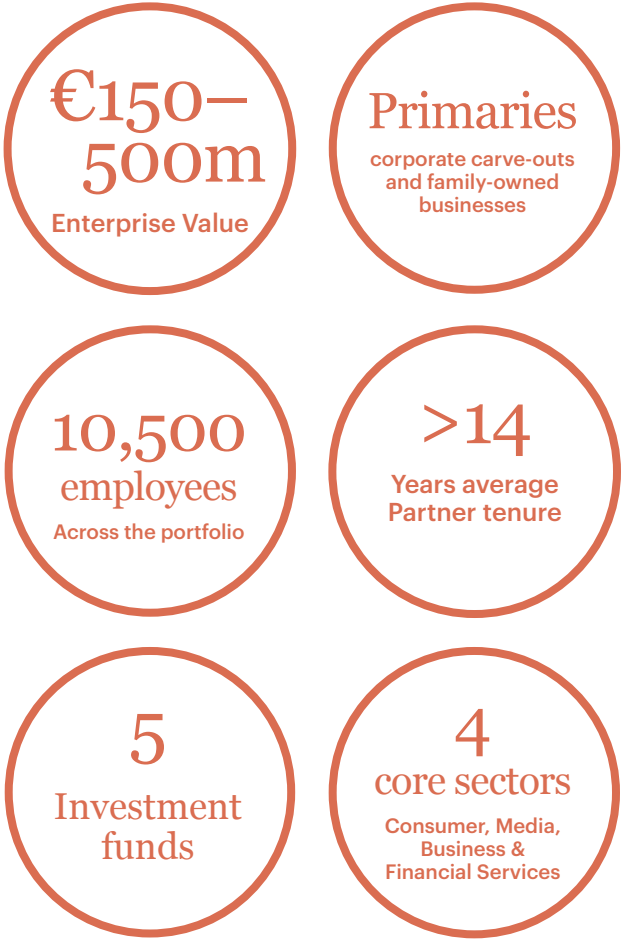 €150–
500m
Enterprise Value
Primaries
corporate carve-outs
and family-owned
businesses
10,500
employees
Across the portfolio
>14
Years average
Partner tenure
5
Investment
funds
4
core sectors
Consumer, Media,
Business &
Financial Services